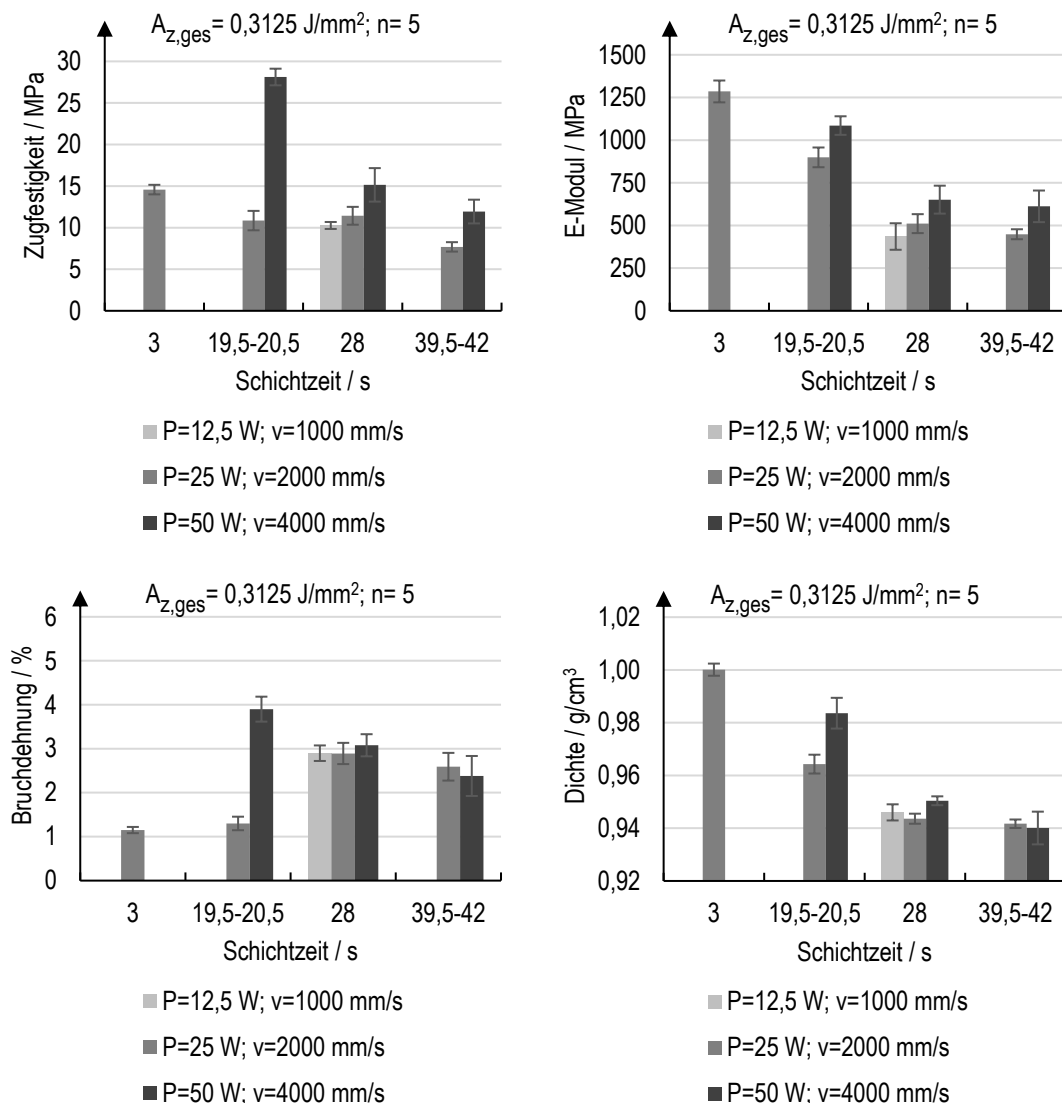 A_z,ges= 0,3125 J/mm²; n= 5
Zugfestigkeit / MPa
30
25
20
15
10
5
0
3 19,5-20,5 28 39,5-42
Schichtzeit / s
P=12,5 W; v=1000 mm/s
P=25 W; v=2000 mm/s
P=50 W; v=4000 mm/s
A_z,ges= 0,3125 J/mm²; n= 5
E-Modul / MPa
1500
1250
1000
750
500
250
0
3 19,5-20,5 28 39,5-42
Schichtzeit / s
P=12,5 W; v=1000 mm/s
P=25 W; v=2000 mm/s
P=50 W; v=4000 mm/s
A_z,ges= 0,3125 J/mm²; n= 5
Bruchdehnung / %
6
5
4
3
2
1
0
3 19,5-20,5 28 39,5-42
Schichtzeit / s
P=12,5 W; v=1000 mm/s
P=25 W; v=2000 mm/s
P=50 W; v=4000 mm/s
A_z,ges= 0,3125 J/mm²; n= 5
Dichte / g/cm³
1,02
1,00
0,98
0,96
0,94
0,92
3 19,5-20,5 28 39,5-42
Schichtzeit / s
P=12,5 W; v=1000 mm/s
P=25 W; v=2000 mm/s
P=50 W; v=4000 mm/s